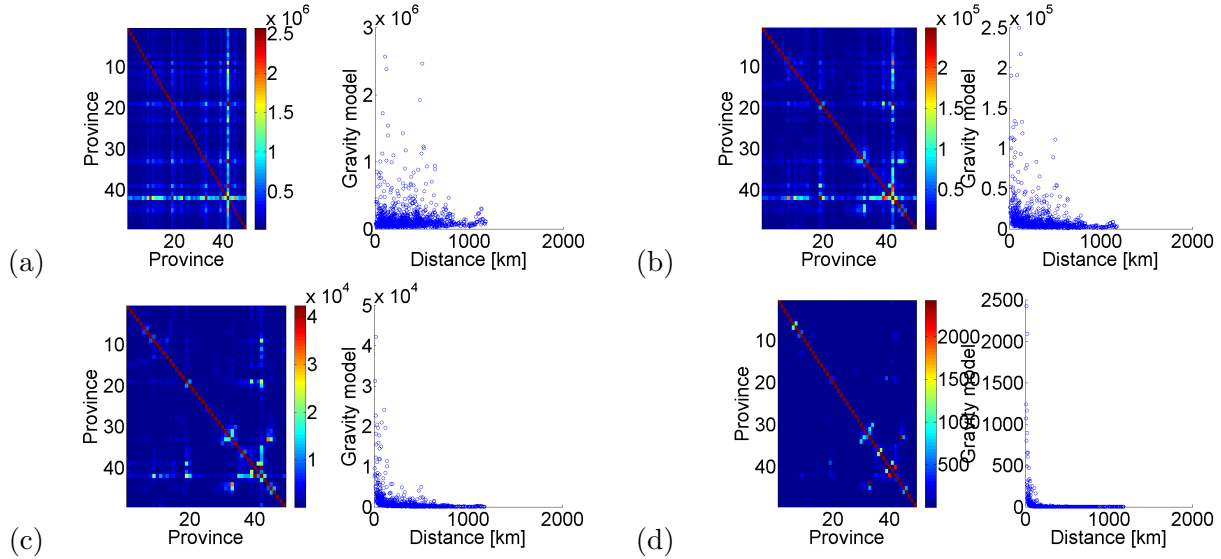 x 10^6
10
20
30
40
Province
20 40
Province
2.5
2
1.5
1
0.5
x 10^6
3
2
1
0
Gravity model
0 1000 2000
Distance [km]
(a)
x 10^5
10
20
30
40
Province
20 40
Province
2
1.5
1
0.5
x 10^5
2.5
2
1.5
1
0.5
0
Gravity model
0 1000 2000
Distance [km]
(b)
x 10^4
10
20
30
40
Province
20 40
Province
4
3
2
1
x 10^4
5
4
3
2
1
0
Gravity model
0 1000 2000
Distance [km]
(c)
10
20
30
40
Province
20 40
Province
2000
1500
1000
500
2500
2000
1500
1000
500
0
Gravity model
0 1000 2000
Distance [km]
(d)